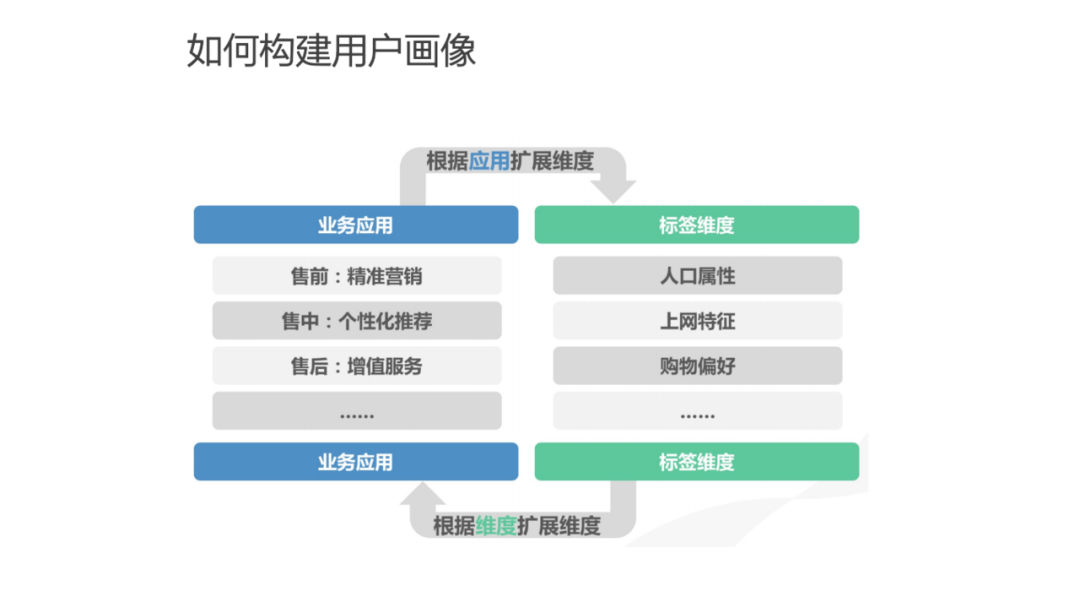 如何构建用户画像
根据应用扩展维度
业务应用
标签维度
售前：精准营销
人口属性
售中：个性化推荐
上网特征
售后：增值服务
购物偏好
......
......
业务应用
标签维度
根据维度扩展维度